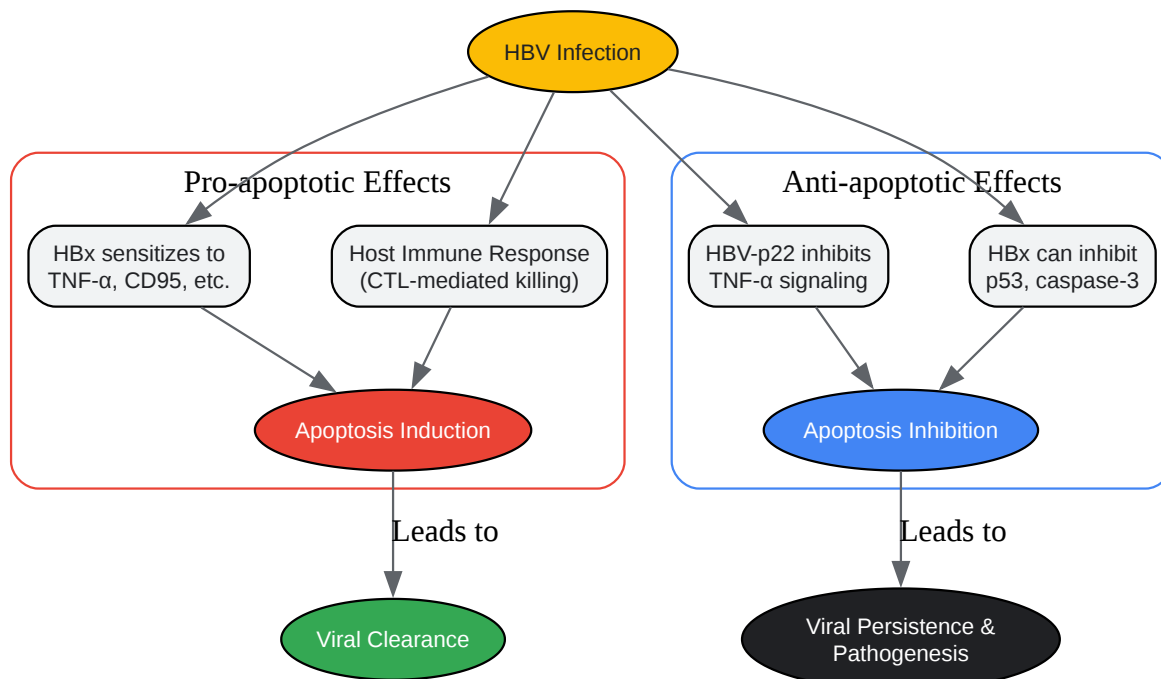 HBV Infection
Pro-apoptotic Effects
Anti-apoptotic Effects
HBx sensitizes to
TNF-α, CD95, etc.
Host Immune Response
(CTL-mediated killing)
HBV-p22 inhibits
TNF-α signaling
HBx can inhibit
p53, caspase-3
Apoptosis Induction
Apoptosis Inhibition
Leads to
Leads to
Viral Clearance
Viral Persistence &
Pathogenesis